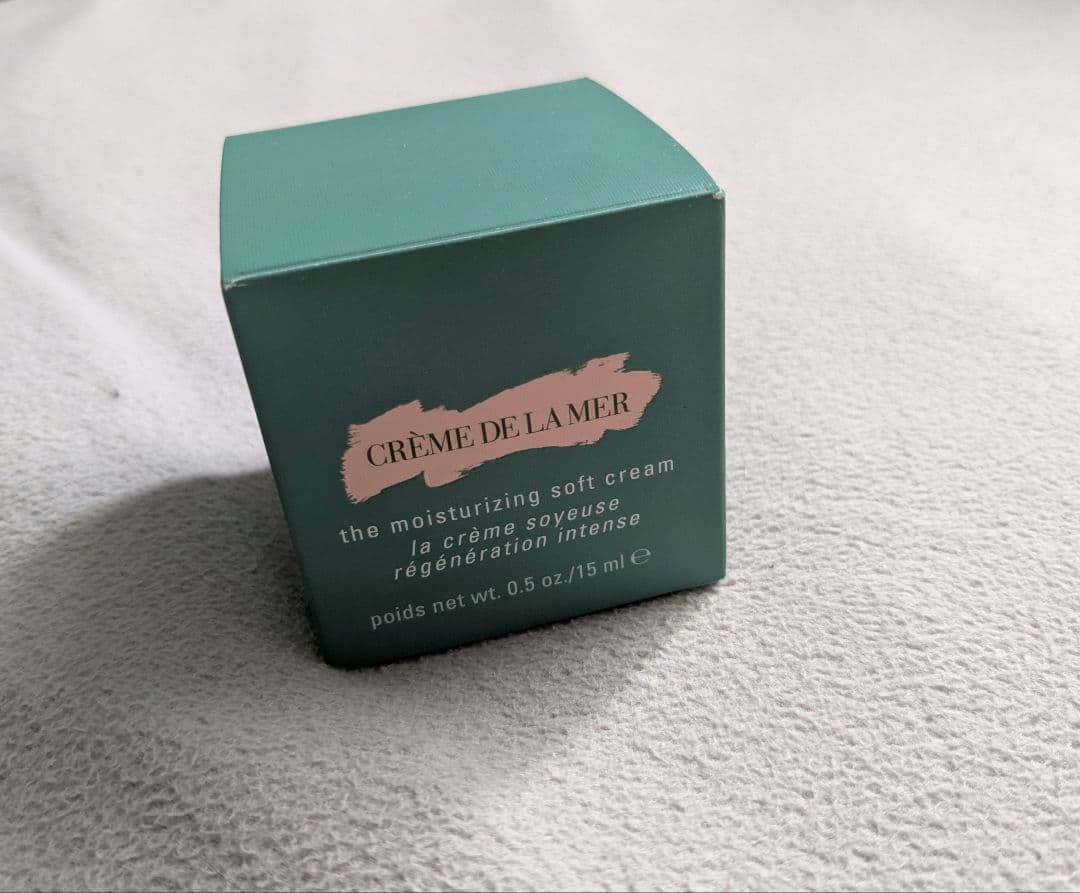 CRÈME DE LA MER
the moisturizing soft cream
la crème soyeuse
régénération intense
poids net wt. 0.5 oz./15 ml ℮